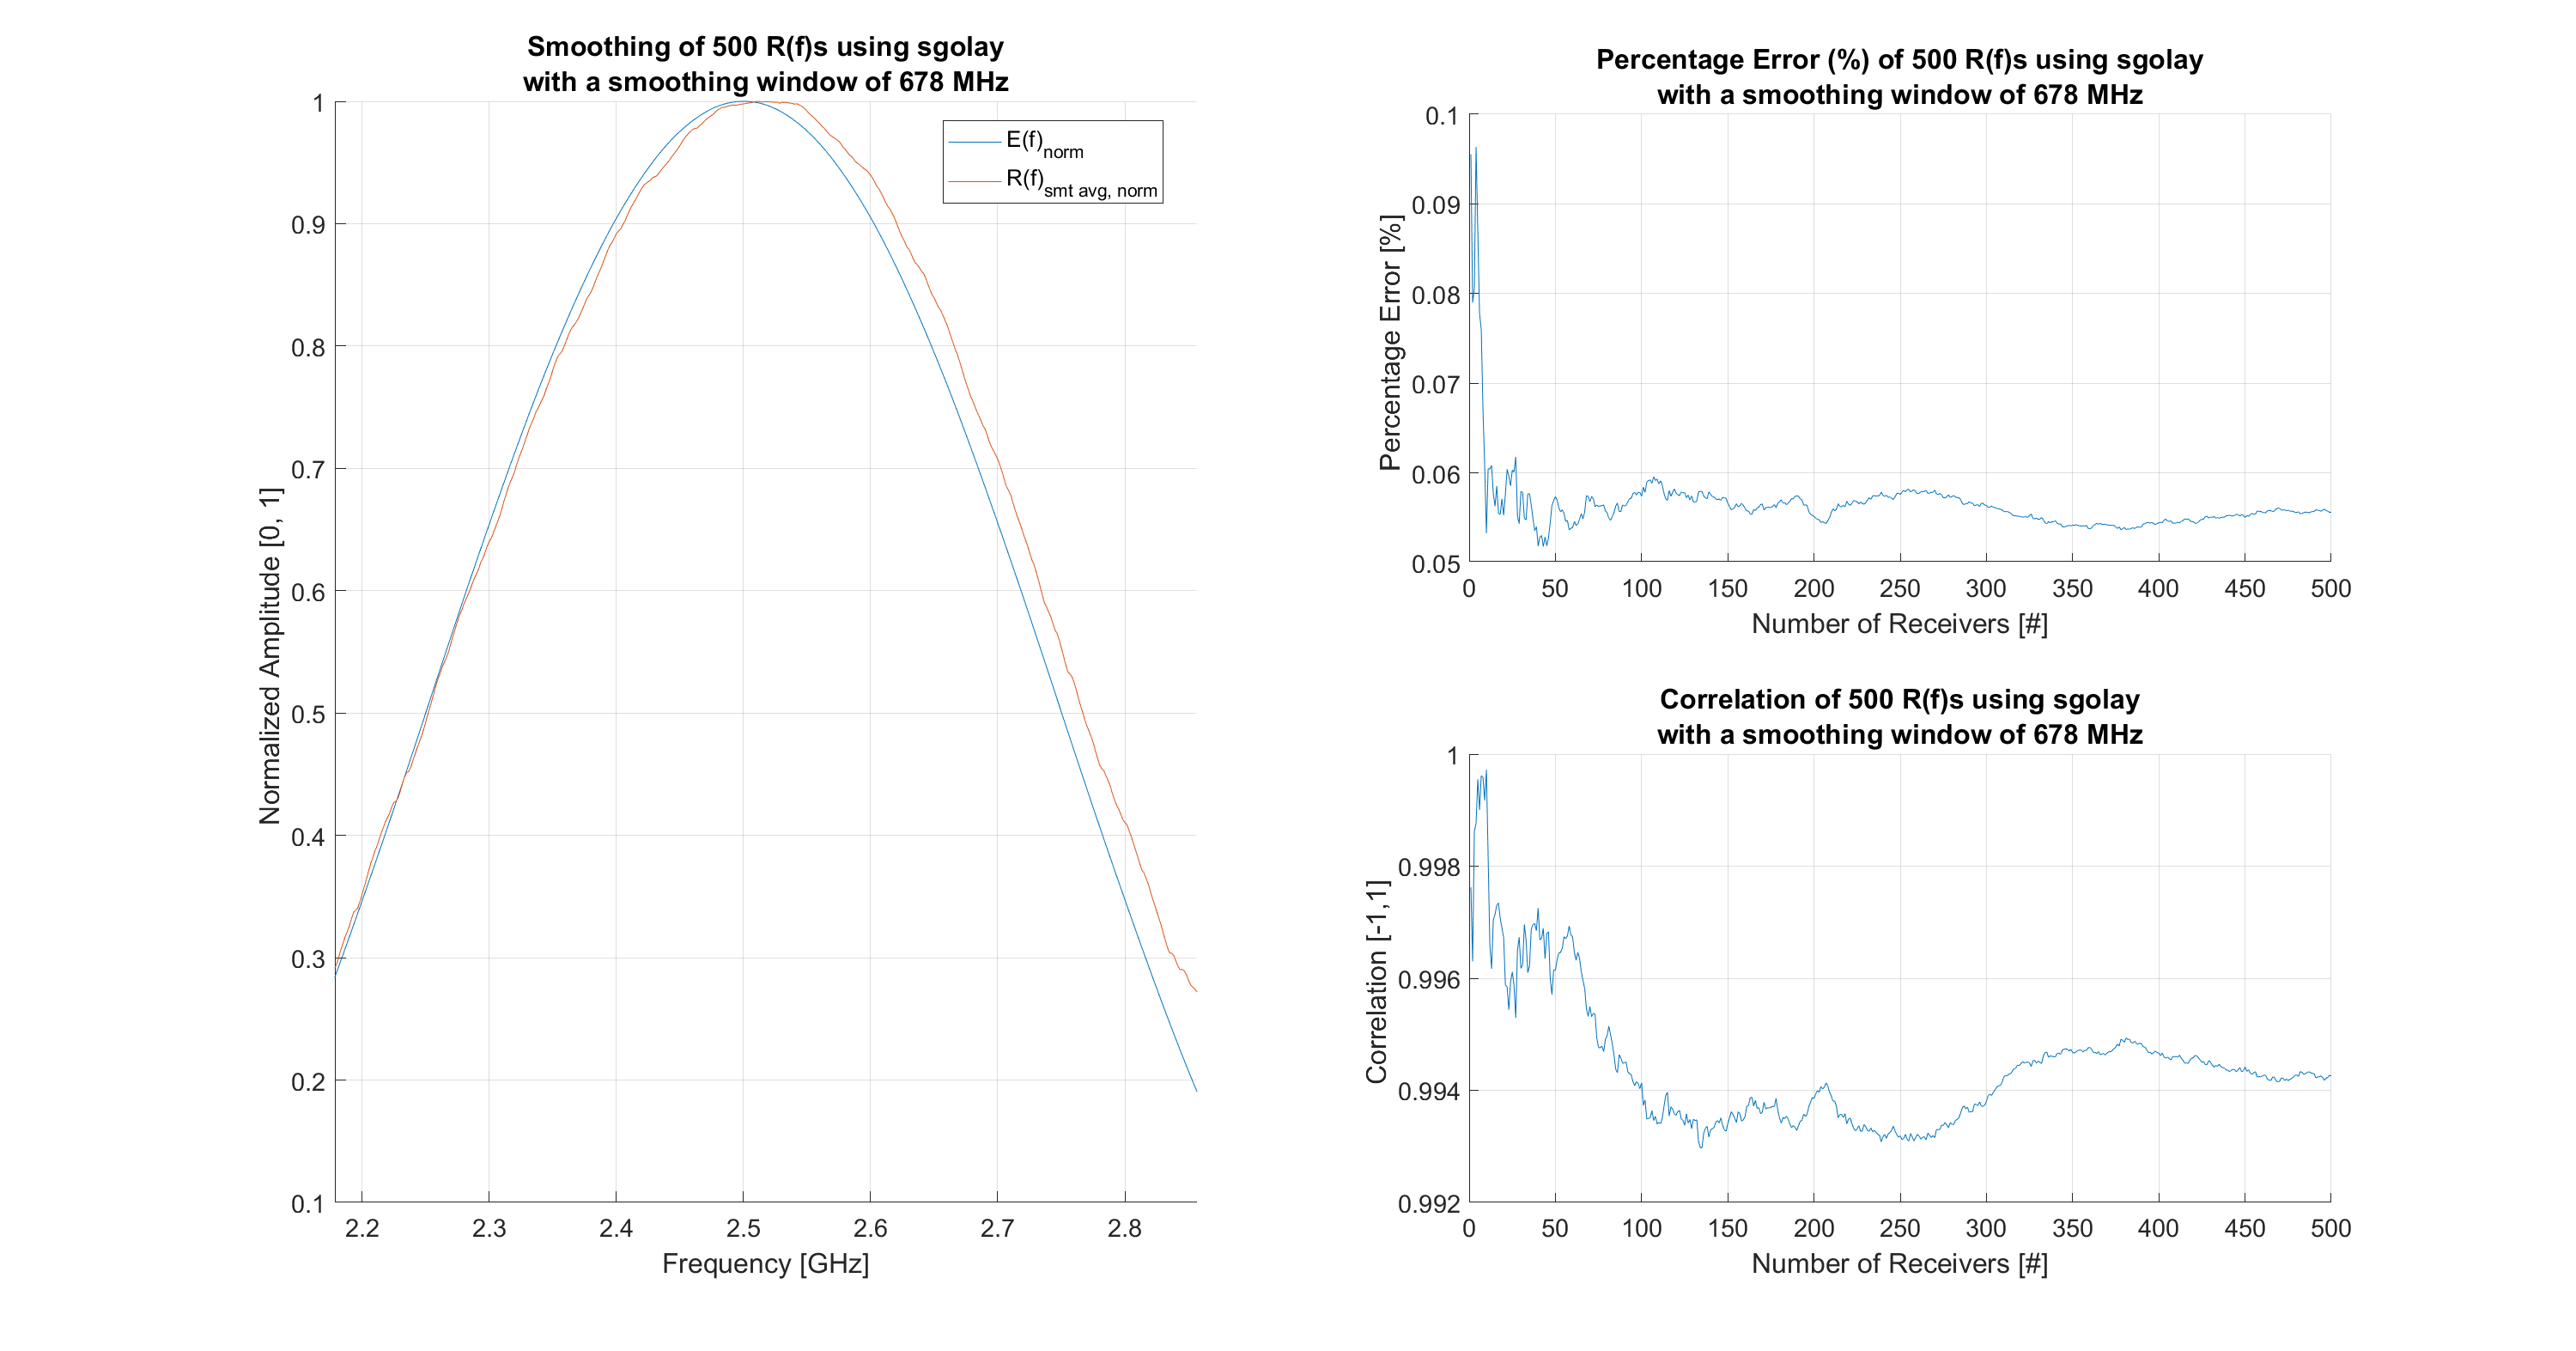 Smoothing of 500 R(f)s using sgolay
with a smoothing window of 678 MHz
1
0.9
0.8
0.7
0.6
0.5
0.4
0.3
0.2
0.1
Normalized Amplitude [0, 1]
2.2 2.3 2.4 2.5 2.6 2.7 2.8
Frequency [GHz]
E(f)norm
R(f)smt avg, norm
Percentage Error (%) of 500 R(f)s using sgolay
with a smoothing window of 678 MHz
0.1
0.09
0.08
0.07
0.06
0.05
Percentage Error [%]
0 50 100 150 200 250 300 350 400 450 500
Number of Receivers [#]
Correlation of 500 R(f)s using sgolay
with a smoothing window of 678 MHz
1
0.998
0.996
0.994
0.992
Correlation [-1,1]
0 50 100 150 200 250 300 350 400 450 500
Number of Receivers [#]